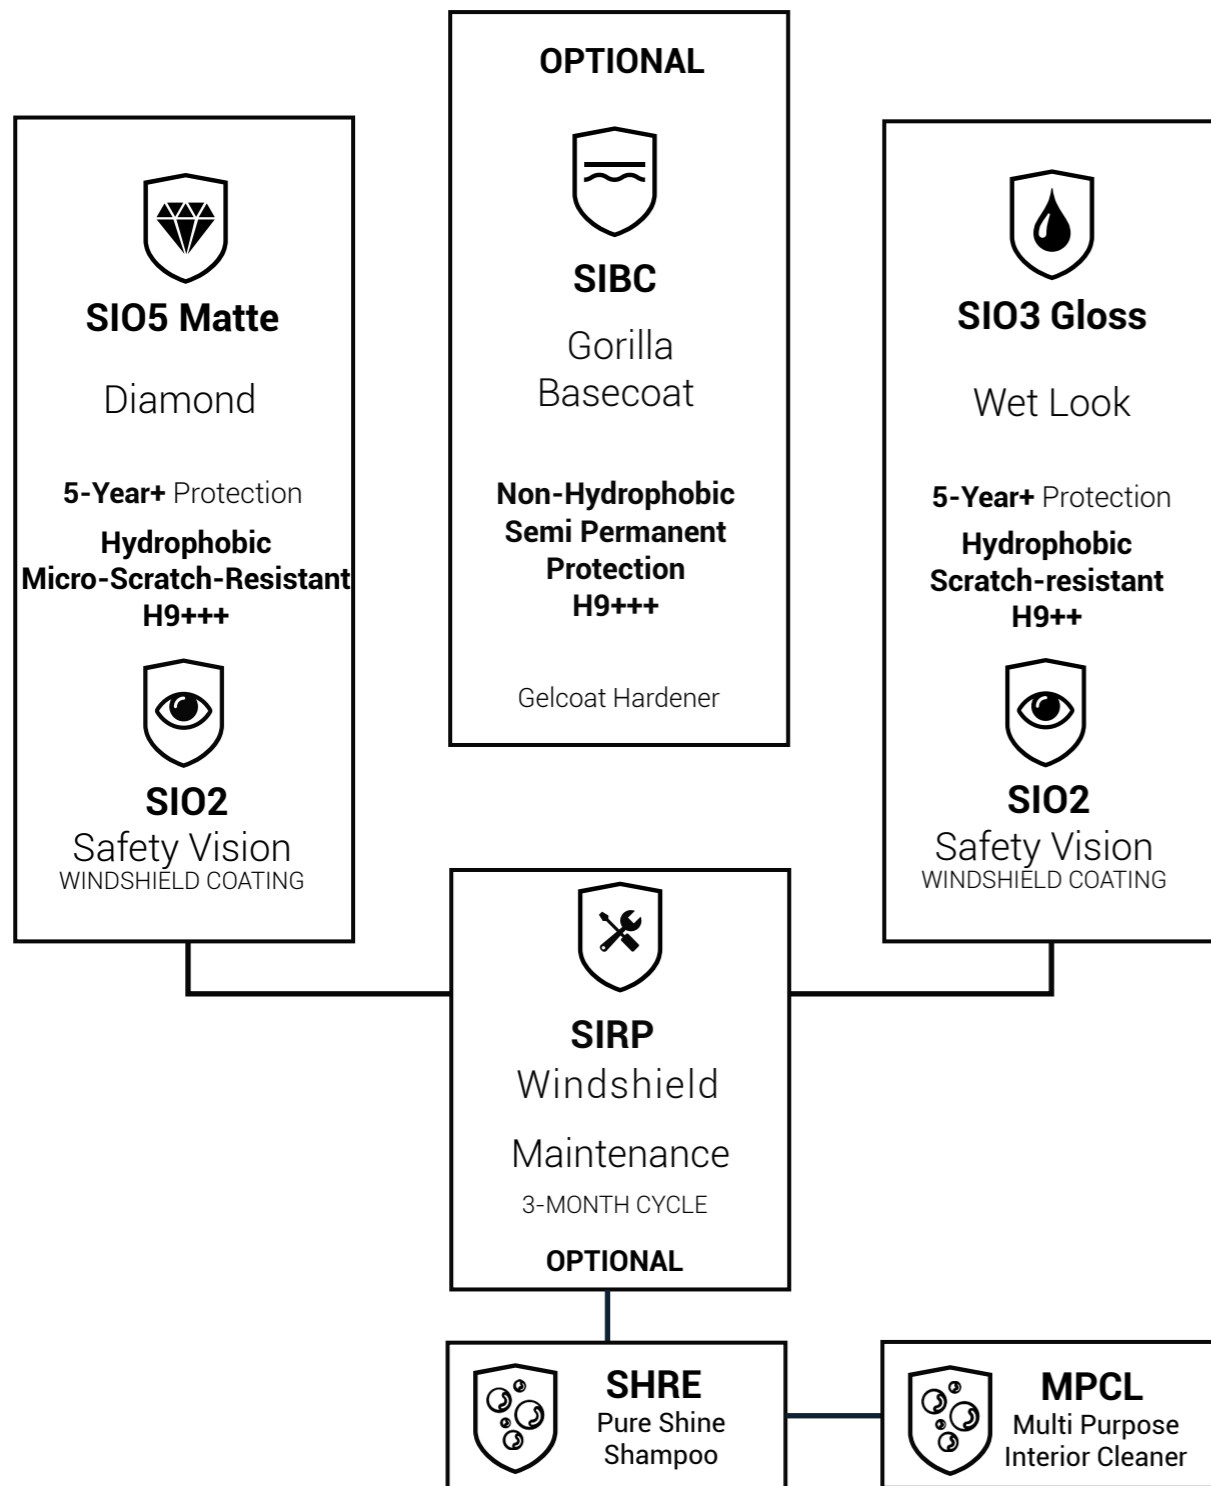 OPTIONAL
SIBC
Gorilla
Basecoat
Non-Hydrophobic
Semi Permanent
Protection
H9+++
Gelcoat Hardener
SIO5 Matte
Diamond
5-Year+ Protection
Hydrophobic
Micro-Scratch-Resistant
H9+++
SIO2
Safety Vision
WINDSHIELD COATING
SIO3 Gloss
Wet Look
5-Year+ Protection
Hydrophobic
Scratch-resistant
H9++
SIO2
Safety Vision
WINDSHIELD COATING
SIRP
Windshield
Maintenance
3-MONTH CYCLE
OPTIONAL
SHRE
Pure Shine
Shampoo
MPCL
Multi Purpose
Interior Cleaner